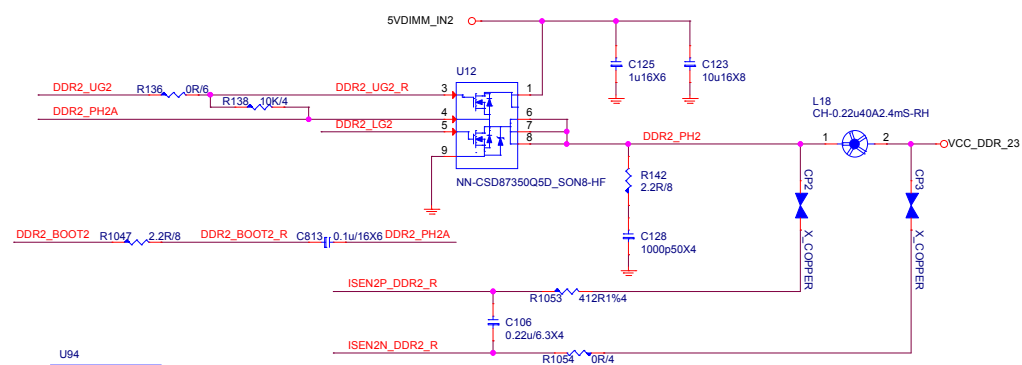 5VDIMM_IN2
C125
1u16X6
C123
10u16X8
U12
DDR2_UG2
R136
0R/6
DDR2_UG2_R
3
1
R138
10K/4
DDR2_PH2A
4
6
DDR2_LG2
5
7
8
9
DDR2_PH2
NN-CSD87350Q5D_SON8-HF
L18
CH-0.22u40A2.4mS-RH
1
2
VCC_DDR_23
R142
2.2R/8
CP2
X_COPPER
CP3
X_COPPER
C128
1000p50X4
DDR2_BOOT2
R1047
2.2R/8
DDR2_BOOT2_R
C813
0.1u/16X6
DDR2_PH2A
ISEN2P_DDR2_R
R1053
412R1%4
C106
0.22u/6.3X4
ISEN2N_DDR2_R
R1054
0R/4
U94